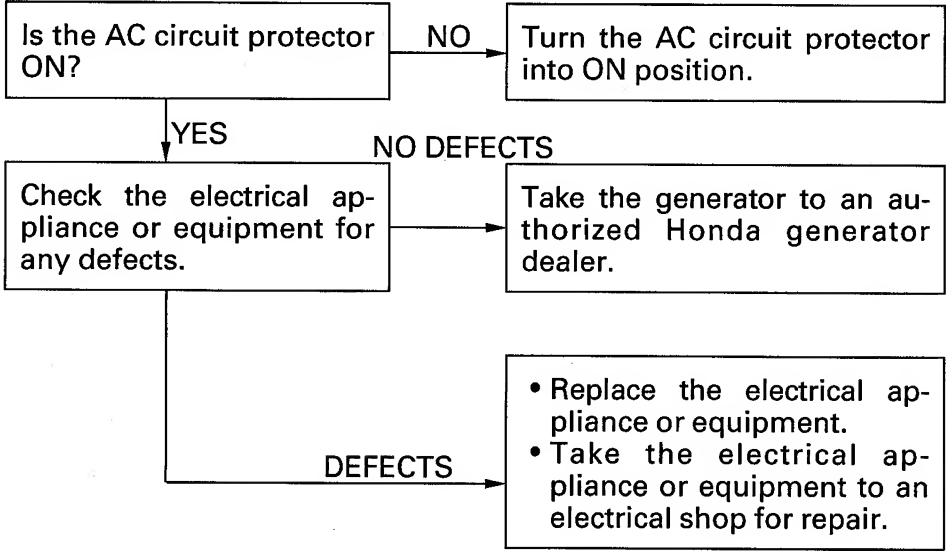 Is the AC circuit protector
ON?
NO
Turn the AC circuit protector
into ON position.
YES
NO DEFECTS
Check the electrical ap-
pliance or equipment for
any defects.
Take the generator to an au-
thorized Honda generator
dealer.
DEFECTS
• Replace the electrical ap-
pliance or equipment.
• Take the electrical ap-
pliance or equipment to an
electrical shop for repair.